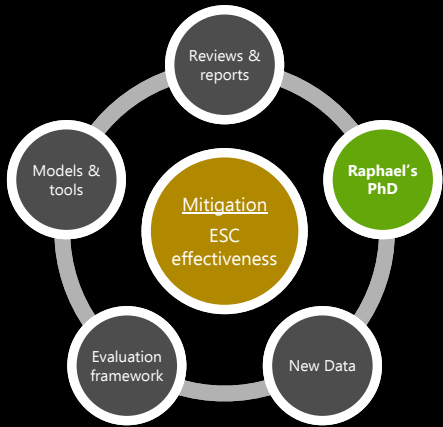 Reviews &
reports
Raphael's
PhD
New Data
Evaluation
framework
Models &
tools
Mitigation
ESC
effectiveness